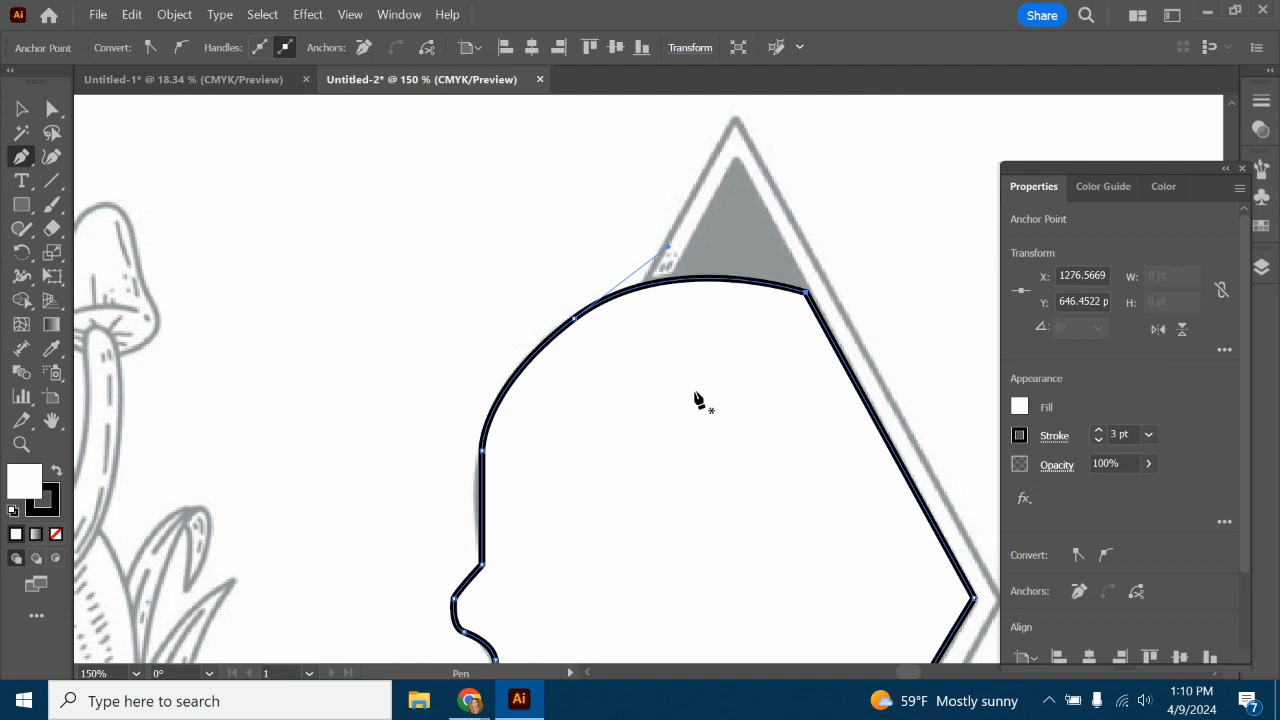 Ai File Edit Object Type Select Effect View Window Help Share
Anchor Point Convert: Handles: Anchors: Transform
Untitled-1* @ 18.34 % (CMYK/Preview) × Untitled-2* @ 150 % (CMYK/Preview) ×
Properties Color Guide Color
Anchor Point
Transform
X: 1276.5669 W: 0 pt
Y: 646.4522 p H: 0 pt
0°
Appearance
Fill
Stroke 3 pt
Opacity 100%
fx
Convert:
Anchors:
Align
150% 0° 1 Pen
Type here to search Ai 59°F Mostly sunny 1:10 PM 4/9/2024 7